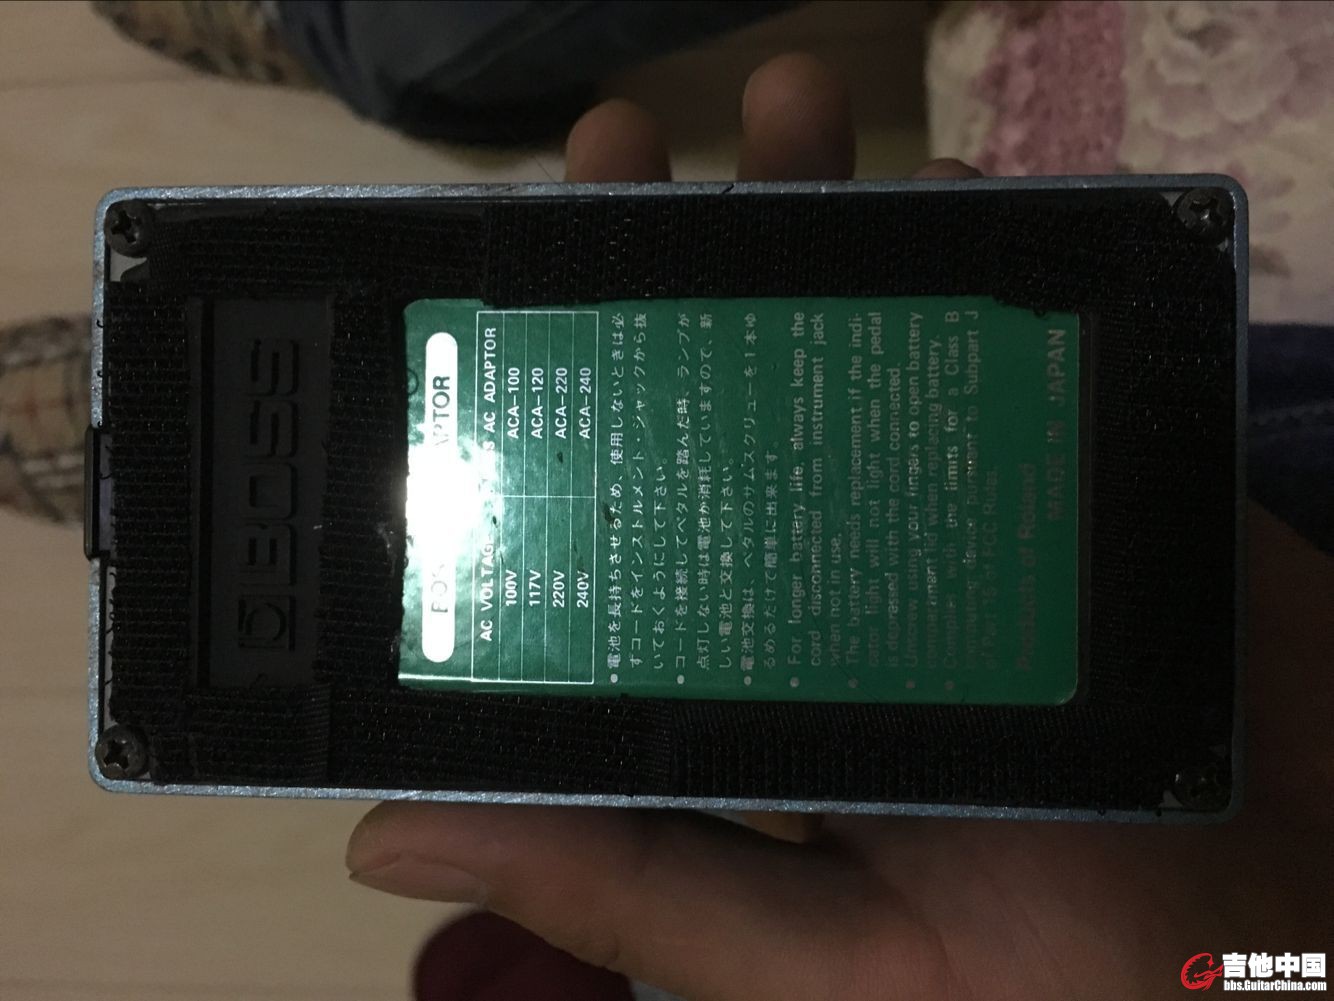 BOSS
BOSS
PTOR
AC VOLTAGE
AC ADAPTOR
100V ACA-100
117V ACA-120
220V ACA-220
240V ACA-240
●電池を長持ちさせるため、使用しないときは必
ずコードをインストルメント・ジャックから抜
いておくようにして下さい。
●コードを接続してペダルを踏んだ時、ランプが
点灯しない時は電池が消耗していますので、新
しい電池と交換して下さい。
●電池交換は、ペダルのサムスクリューを1本ゆ
るめるだけで簡単に出来ます。
● For longer battery life, always keep the
cord disconnected from instrument jack
when not in use.
● The battery needs replacement if the indi-
cator light will not light when the pedal
is depressed with the cord connected.
● Unscrew using your fingers to open battery
compartment lid when replacing battery.
● Complies with the limits for a Class B
computing device pursuant to Subpart J
of Part 15 of FCC Rules.
Products of Roland
MADE IN JAPAN
吉他中国
bbs.GuitarChina.com